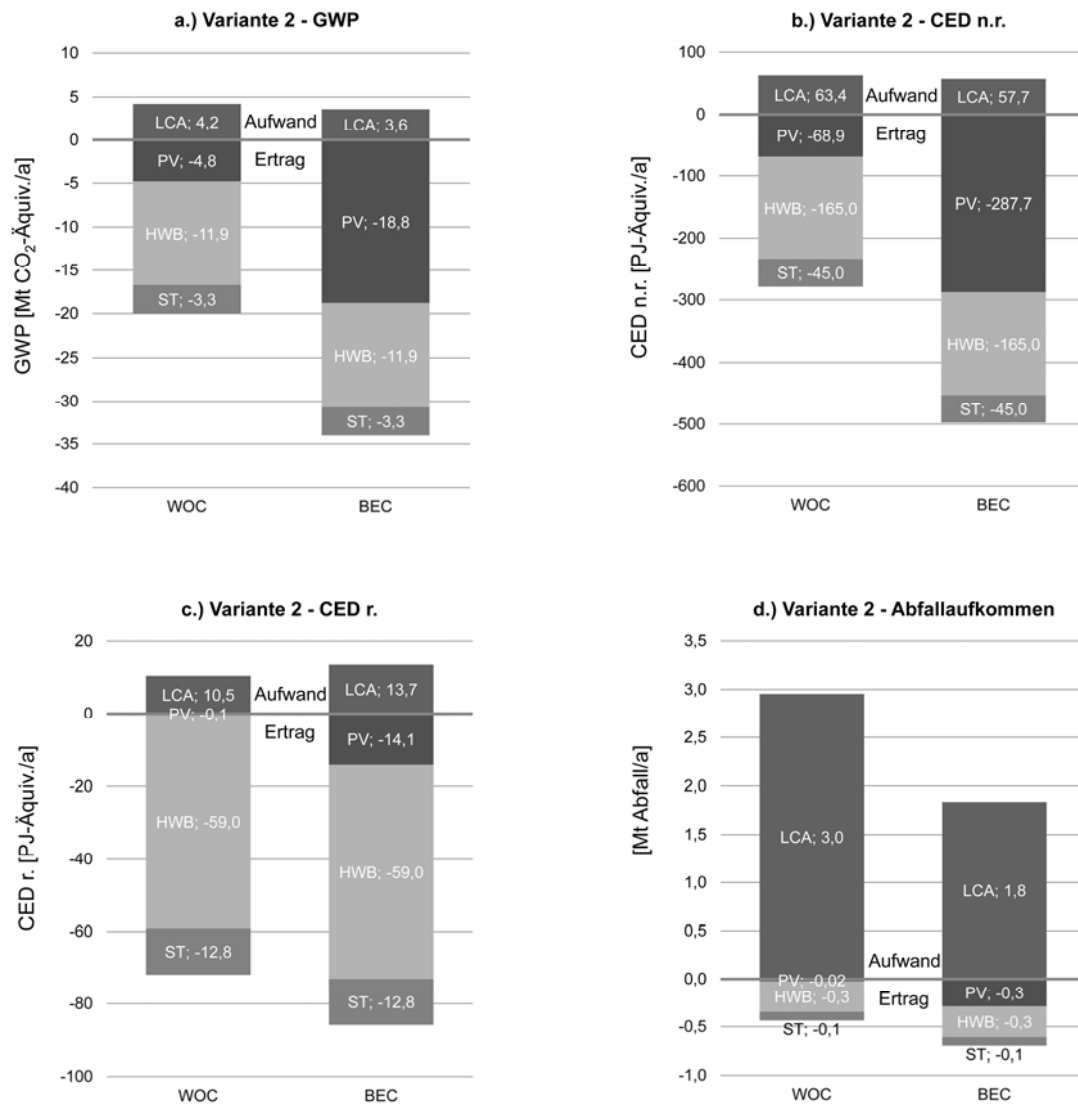 a.) Variante 2 - GWP
GWP [Mt CO₂-Äquiv./a]
10
5
0
-5
-10
-15
-20
-25
-30
-35
-40
LCA; 4,2
Aufwand
LCA; 3,6
PV; -4,8
Ertrag
PV; -18,8
HWB; -11,9
ST; -3,3
HWB; -11,9
ST; -3,3
WOC
BEC
b.) Variante 2 - CED n.r.
CED n.r. [PJ-Äquiv./a]
100
0
-100
-200
-300
-400
-500
-600
LCA; 63,4
Aufwand
LCA; 57,7
PV; -68,9
Ertrag
PV; -287,7
HWB; -165,0
ST; -45,0
HWB; -165,0
ST; -45,0
WOC
BEC
c.) Variante 2 - CED r.
CED r. [PJ-Äquiv./a]
20
0
-20
-40
-60
-80
-100
LCA; 10,5
Aufwand
LCA; 13,7
PV; -0,1
Ertrag
PV; -14,1
HWB; -59,0
HWB; -59,0
ST; -12,8
ST; -12,8
WOC
BEC
d.) Variante 2 - Abfallaufkommen
[Mt Abfall/a]
3,5
3,0
2,5
2,0
1,5
1,0
0,5
0,0
-0,5
-1,0
LCA; 3,0
LCA; 1,8
Aufwand
PV; -0,02
Ertrag
PV; -0,3
HWB; -0,3
HWB; -0,3
ST; -0,1
ST; -0,1
WOC
BEC